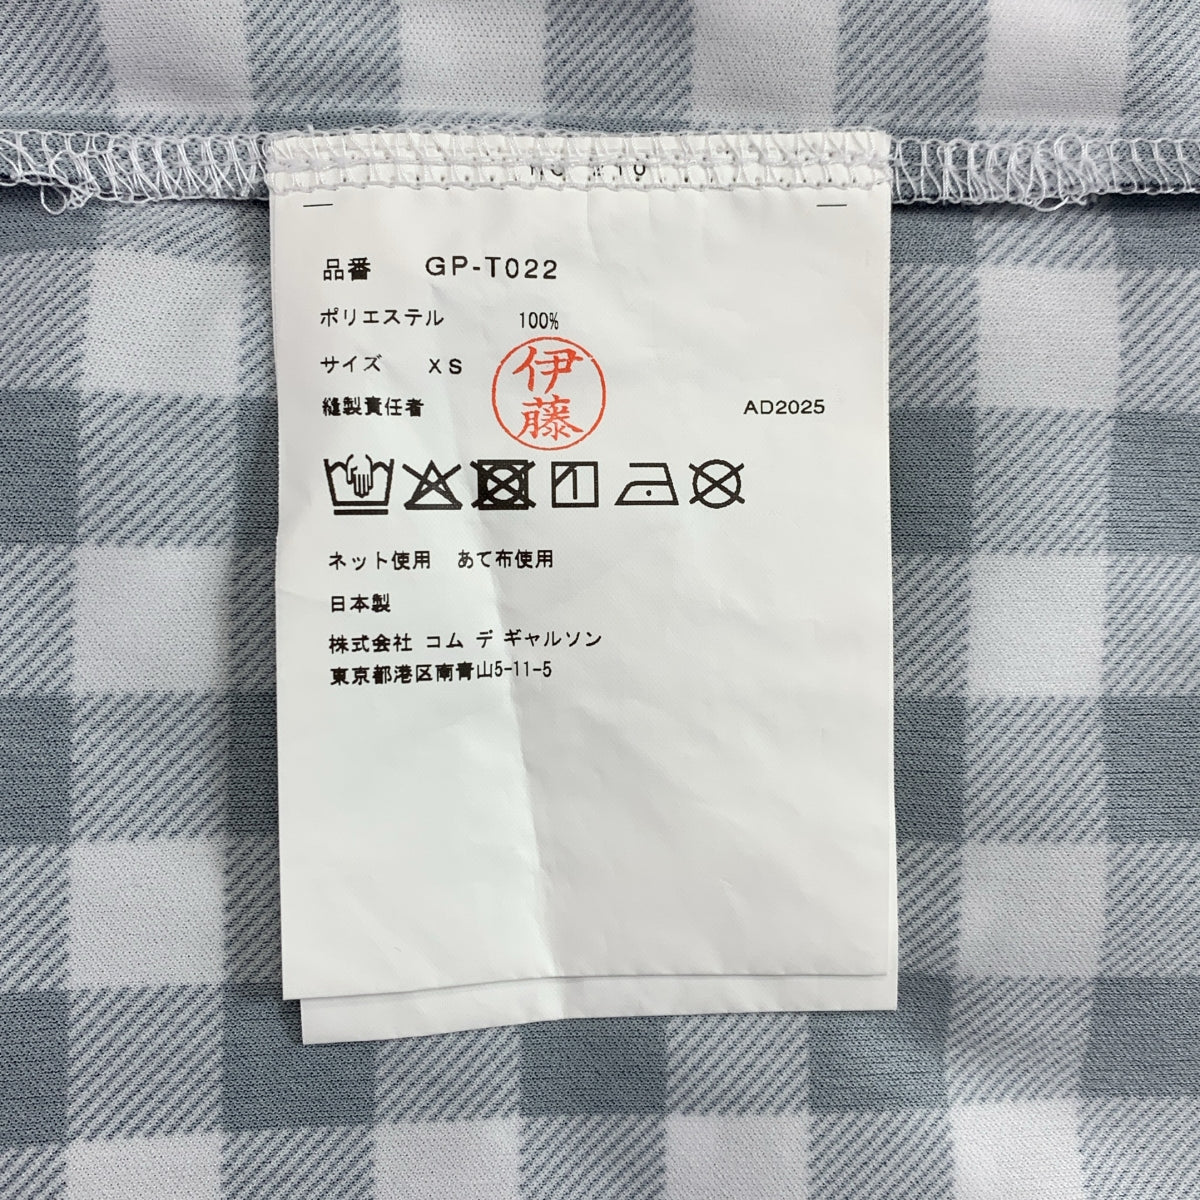 品番 GP-T022
ポリエステル 100%
サイズ XS
伊藤
縫製責任者 AD2025
ネット使用 あて布使用
日本製
株式会社 コム デ ギャルソン
東京都港区南青山5-11-5